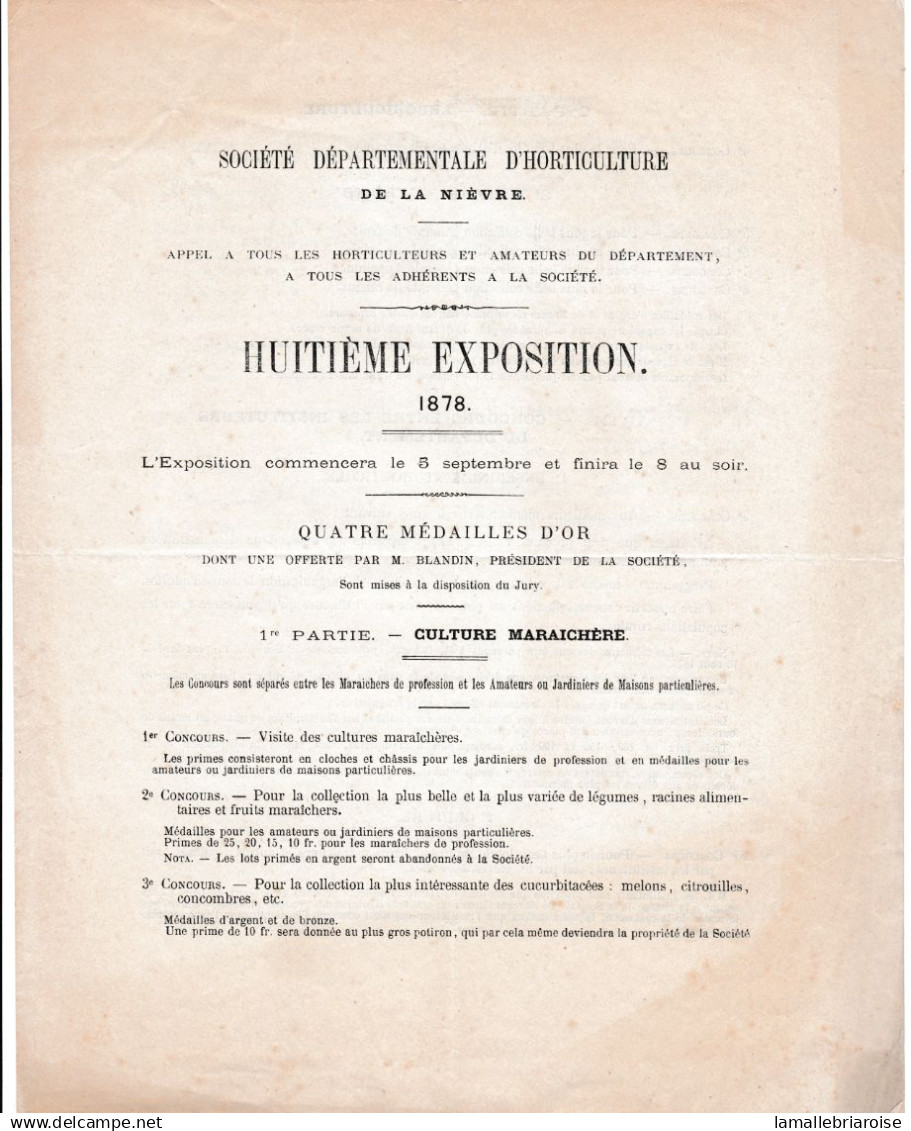 SOCIÉTÉ DÉPARTEMENTALE D'HORTICULTURE
DE LA NIÈVRE.
APPEL A TOUS LES HORTICULTEURS ET AMATEURS DU DÉPARTEMENT,
A TOUS LES ADHÉRENTS A LA SOCIÉTÉ.
HUITIÈME EXPOSITION.
1878.
L'Exposition commencera le 5 septembre et finira le 8 au soir.
QUATRE MÉDAILLES D'OR
DONT UNE OFFERTE PAR M. BLANDIN, PRÉSIDENT DE LA SOCIÉTÉ,
Sont mises à la disposition du Jury.
1re PARTIE. — CULTURE MARAICHÈRE.
Les Concours sont séparés entre les Maraichers de profession et les Amateurs ou Jardiniers de Maisons particulières.
1er CONCOURS. — Visite des cultures maraîchères.
Les primes consisteront en cloches et châssis pour les jardiniers de profession et en médailles pour les
amateurs ou jardiniers de maisons particulières.
2e CONCOURS. — Pour la collection la plus belle et la plus variée de légumes, racines alimen-
taires et fruits maraîchers.
Médailles pour les amateurs ou jardiniers de maisons particulières.
Primes de 25, 20, 15, 10 fr. pour les maraîchers de profession.
NOTA. — Les lots primés en argent seront abandonnés à la Société.
3e CONCOURS. — Pour la collection la plus intéressante des cucurbitacées : melons, citrouilles,
concombres, etc.
Médailles d'argent et de bronze.
Une prime de 10 fr. sera donnée au plus gros potiron, qui par cela même deviendra la propriété de la Société
delcampe.net
lamallebriaroise